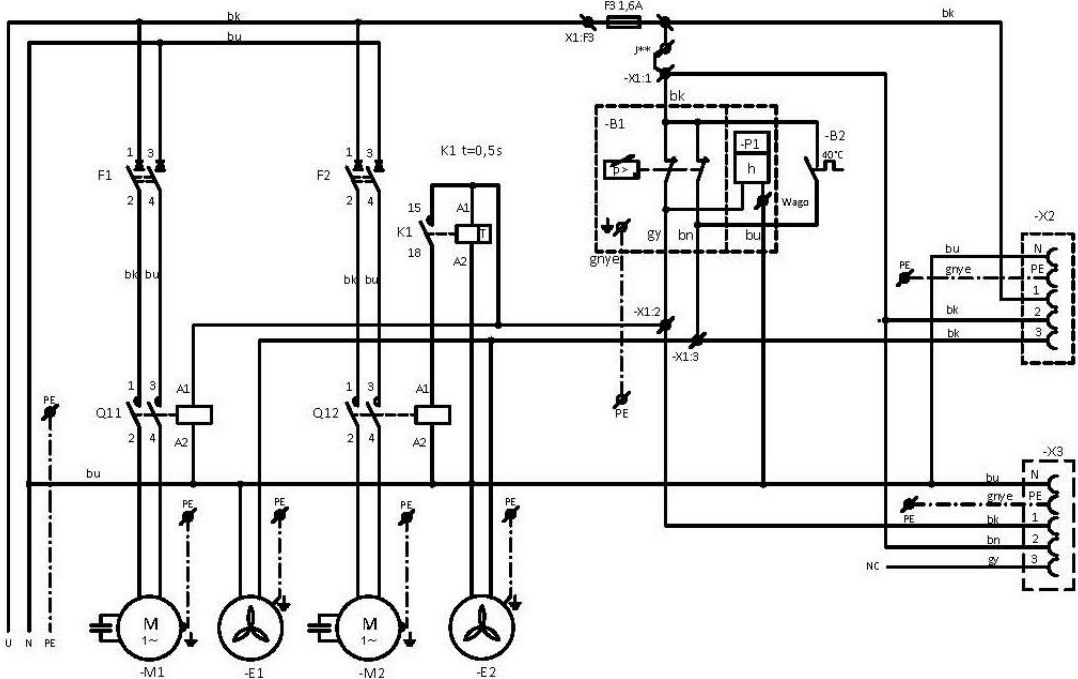 bk
F3 1,6A
bk
X1:F3
bu
J**
-X1:1
bk
-B1
-P1
-B2
1 3
K1 t=0,5s
1 3
40°C
F1
F2
p>
h
2 4
2 4
15
A1
Wago
K1
T
-X2
18
A2
gy
bn
bu
bu
N
gnye
PE
gnye
PE
bk
bu
bk
bu
1
-X1:2
bk
2
-X1:3
bk
3
1 3
A1
1 3
A1
PE
PE
Q11
Q12
2 4
A2
2 4
A2
-X3
bu
bu
N
PE
PE
PE
PE
gnye
PE
PE
bk
1
bn
2
NC
gy
3
M
1~
M
1~
U
N
PE
-M1
-E1
-M2
-E2